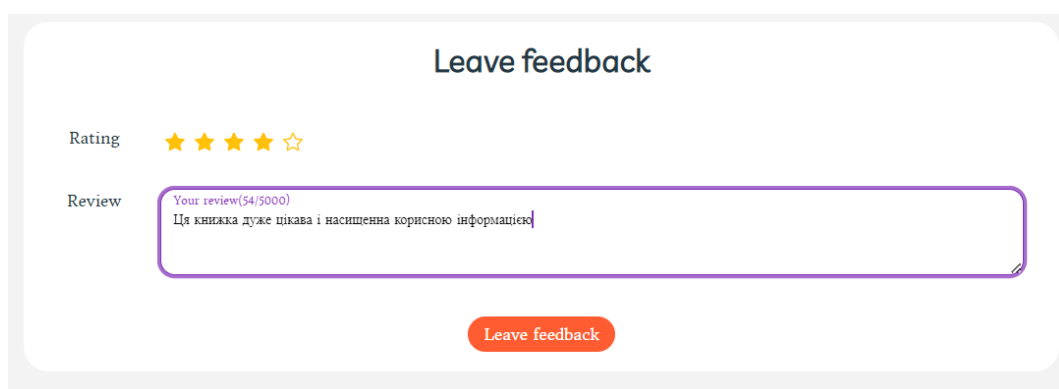 Leave feedback
Rating
Review
Your review(54/5000)
Ця книжка дуже цікава і насищенна корисною інформацією
Leave feedback